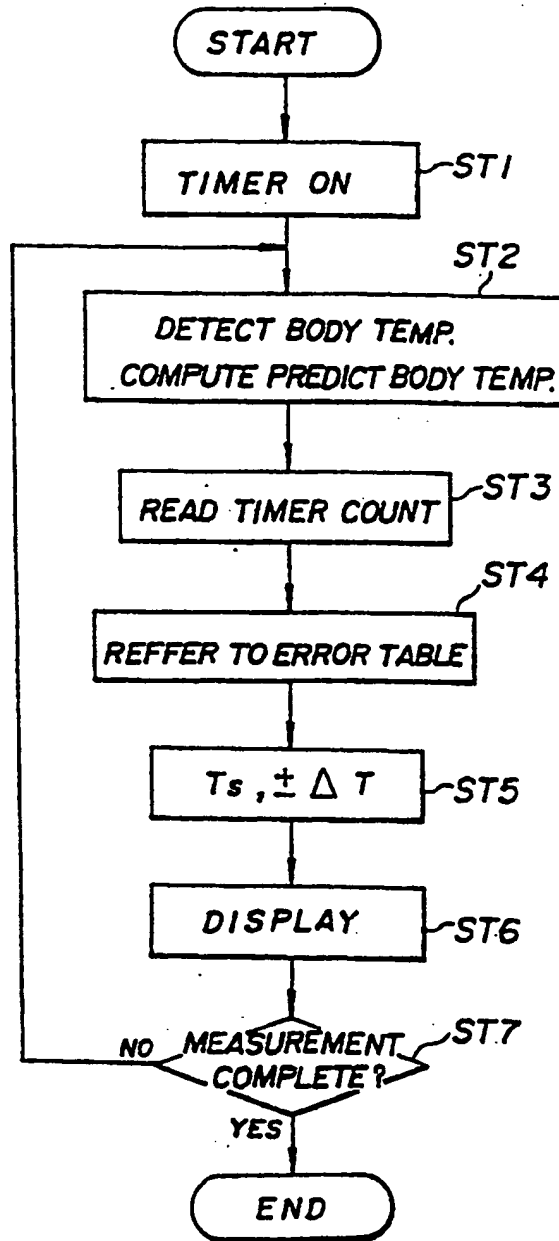 START
TIMER ON
ST1
ST2
DETECT BODY TEMP.
COMPUTE PREDICT BODY TEMP.
READ TIMER COUNT
ST3
ST4
REFFER TO ERROR TABLE
Ts, ± Δ T
ST5
DISPLAY
ST6
ST7
NO
MEASUREMENT
COMPLETE?
YES
END